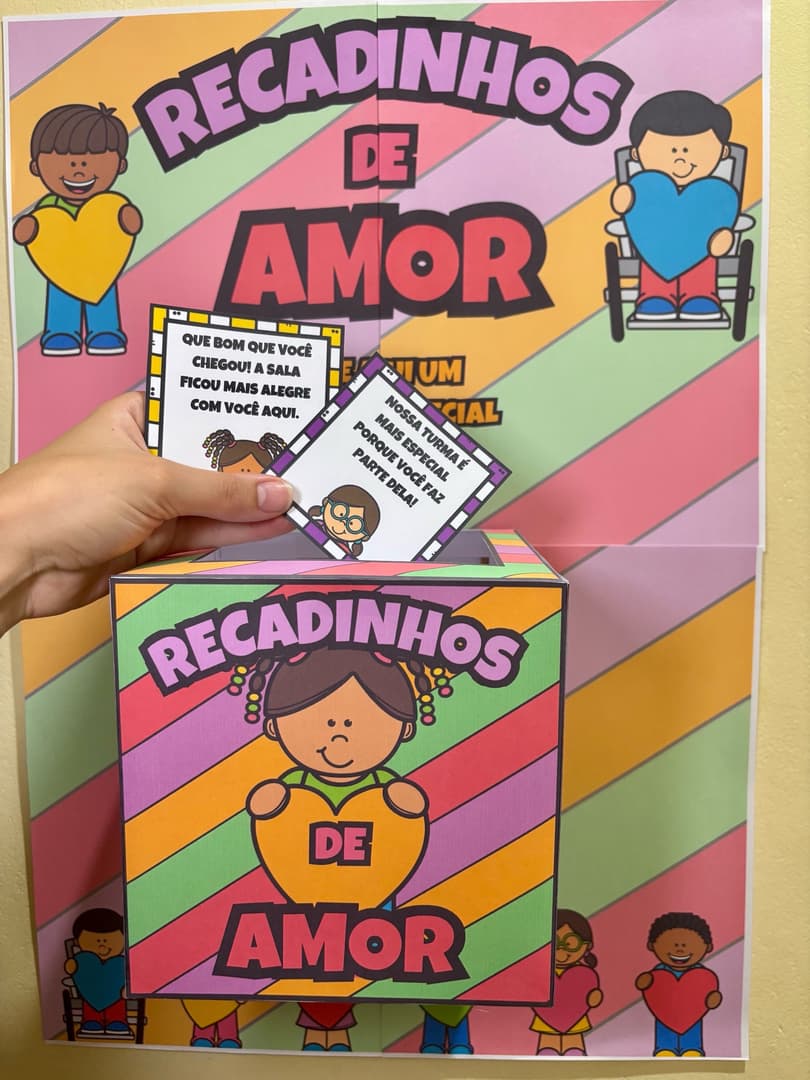 RECADINHOS
DE
AMOR
UM
QUE BOM QUE VOCÊ
CHEGOU! A SALA
FICOU MAIS ALEGRE
COM VOCÊ AQUI.
NOSSA TURMA É
MAIS ESPECIAL
PORQUE VOCÊ FAZ
PARTE DELA!
RECADINHOS
DE
AMOR